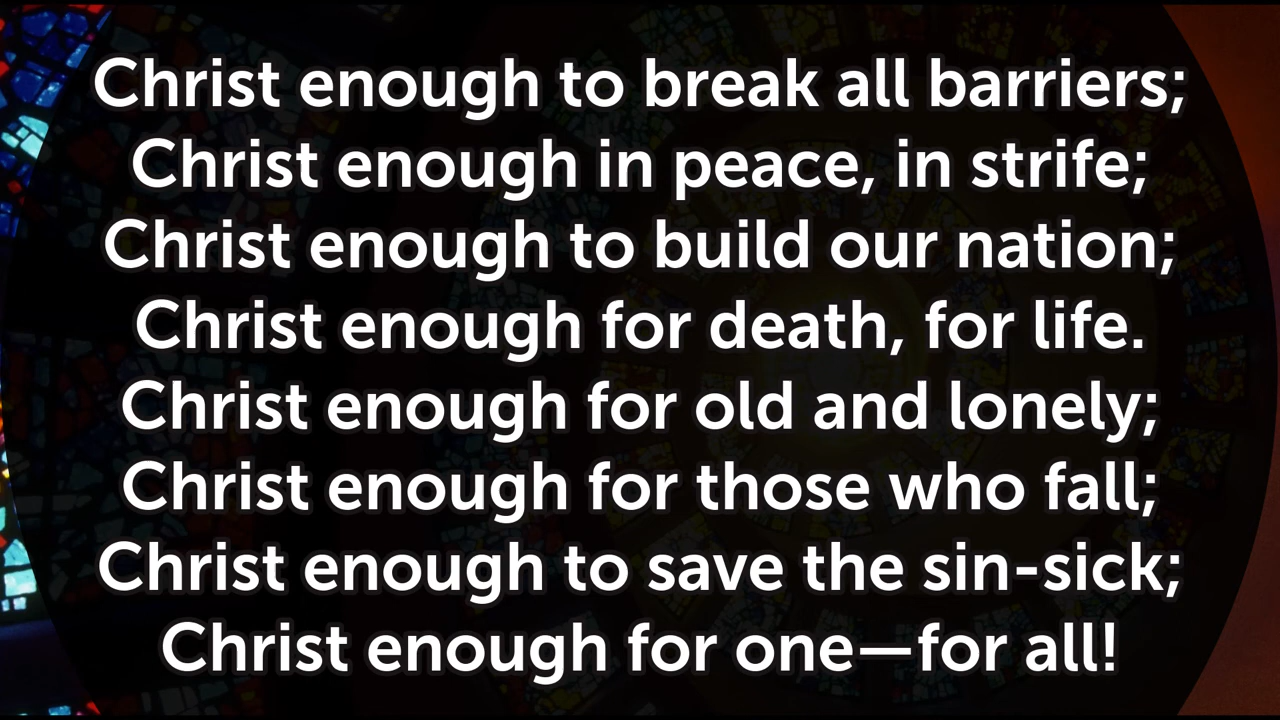 Christ enough to break all barriers;
Christ enough in peace, in strife;
Christ enough to build our nation;
Christ enough for death, for life.
Christ enough for old and lonely;
Christ enough for those who fall;
Christ enough to save the sin-sick;
Christ enough for one—for all!